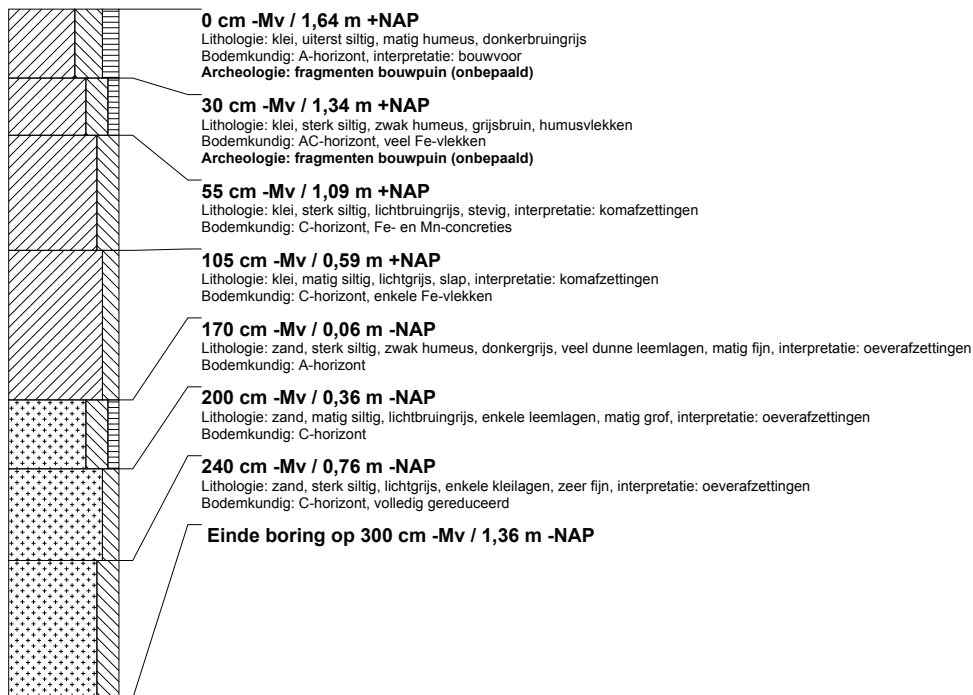 0 cm -Mv / 1,64 m +NAP
Lithologie: klei, uiterst siltig, matig humeus, donkerbruingrijs
Bodemkundig: A-horizont, interpretatie: bouwvoor
Archeologie: fragmenten bouwpuin (onbepaald)
30 cm -Mv / 1,34 m +NAP
Lithologie: klei, sterk siltig, zwak humeus, grijsbruin, humusvlekken
Bodemkundig: AC-horizont, veel Fe-vlekken
Archeologie: fragmenten bouwpuin (onbepaald)
55 cm -Mv / 1,09 m +NAP
Lithologie: klei, sterk siltig, lichtbruingrijs, stevig, interpretatie: komafzettingen
Bodemkundig: C-horizont, Fe- en Mn-concreties
105 cm -Mv / 0,59 m +NAP
Lithologie: klei, matig siltig, lichtgrijs, slap, interpretatie: komafzettingen
Bodemkundig: C-horizont, enkele Fe-vlekken
170 cm -Mv / 0,06 m -NAP
Lithologie: zand, sterk siltig, zwak humeus, donkergrijs, veel dunne leemlagen, matig fijn, interpretatie: oeverafzettingen
Bodemkundig: A-horizont
200 cm -Mv / 0,36 m -NAP
Lithologie: zand, matig siltig, lichtbruingrijs, enkele leemlagen, matig grof, interpretatie: oeverafzettingen
Bodemkundig: C-horizont
240 cm -Mv / 0,76 m -NAP
Lithologie: zand, sterk siltig, lichtgrijs, enkele kleilagen, zeer fijn, interpretatie: oeverafzettingen
Bodemkundig: C-horizont, volledig gereduceerd
Einde boring op 300 cm -Mv / 1,36 m -NAP